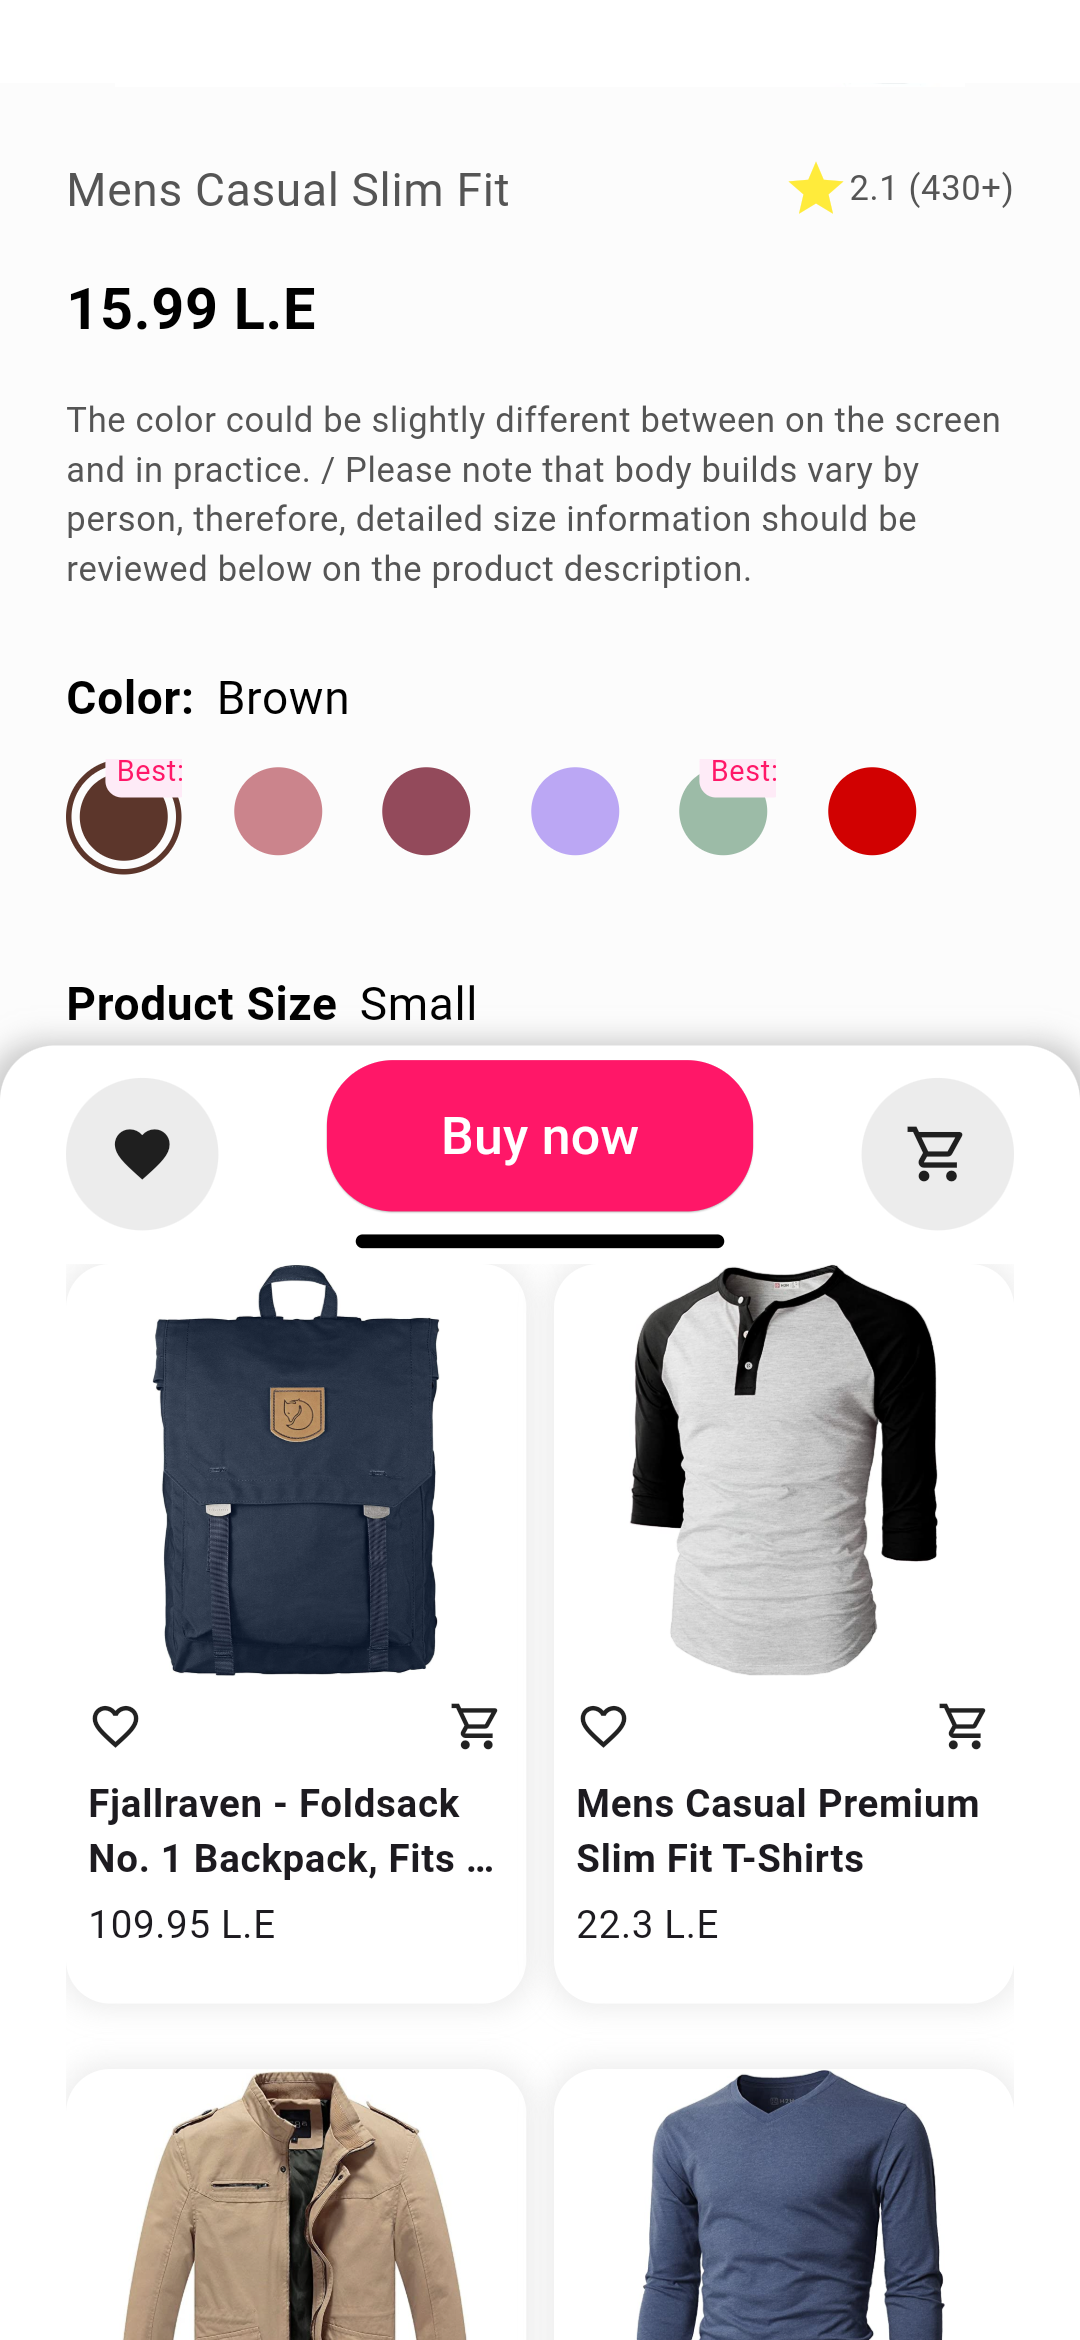 Mens Casual Slim Fit
2.1 (430+)
15.99 L.E
The color could be slightly different between on the screen
and in practice. / Please note that body builds vary by
person, therefore, detailed size information should be
reviewed below on the product description.
Color: Brown
Best:
Best:
Product Size Small
Buy now
Fjallraven - Foldsack
No. 1 Backpack, Fits ...
109.95 L.E
Mens Casual Premium
Slim Fit T-Shirts
22.3 L.E